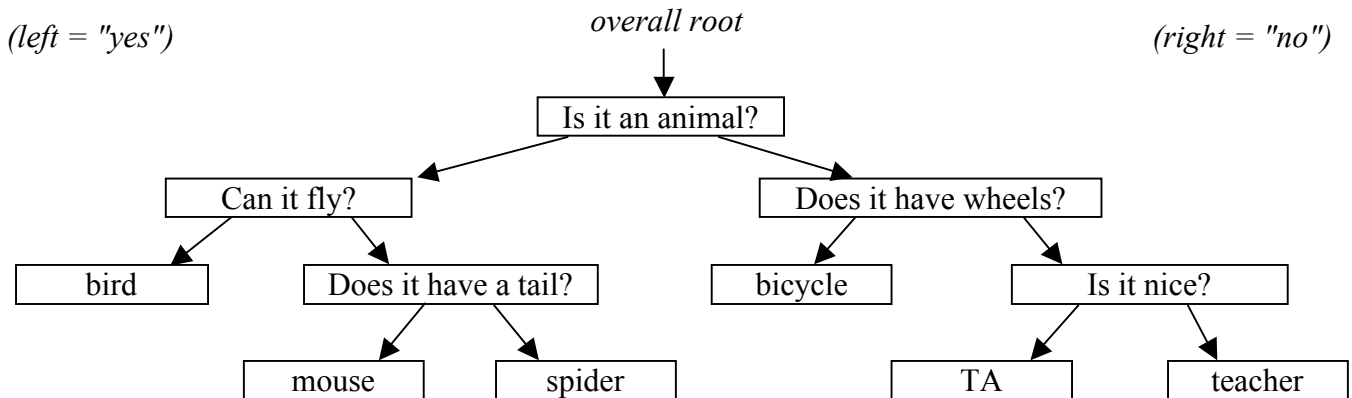 overall root
(left = "yes")
(right = "no")
Is it an animal?
Can it fly?
Does it have wheels?
bird
Does it have a tail?
bicycle
Is it nice?
mouse
spider
TA
teacher